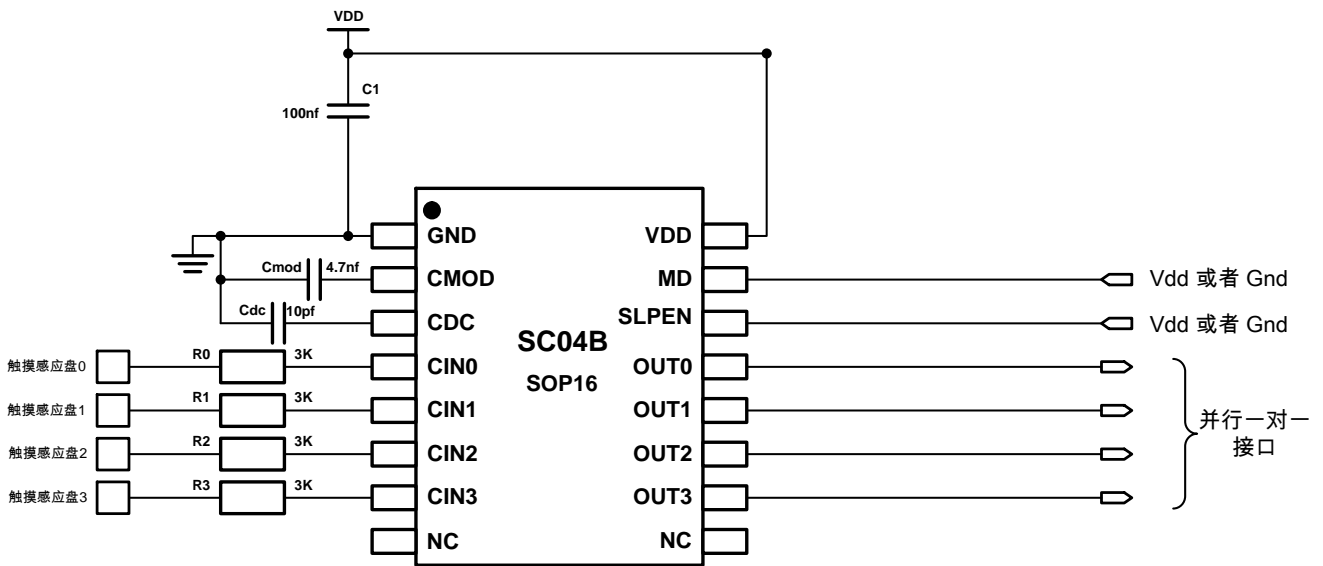 VDD
C1
100nf
GND
VDD
Cmod
4.7nf
CMOD
MD
Vdd 或者 Gnd
Cdc
10pf
CDC
SLPEN
Vdd 或者 Gnd
SC04B
SOP16
触摸感应盘0
R0
3K
CIN0
OUT0
触摸感应盘1
R1
3K
CIN1
OUT1
并行一对一
接口
触摸感应盘2
R2
3K
CIN2
OUT2
触摸感应盘3
R3
3K
CIN3
OUT3
NC
NC